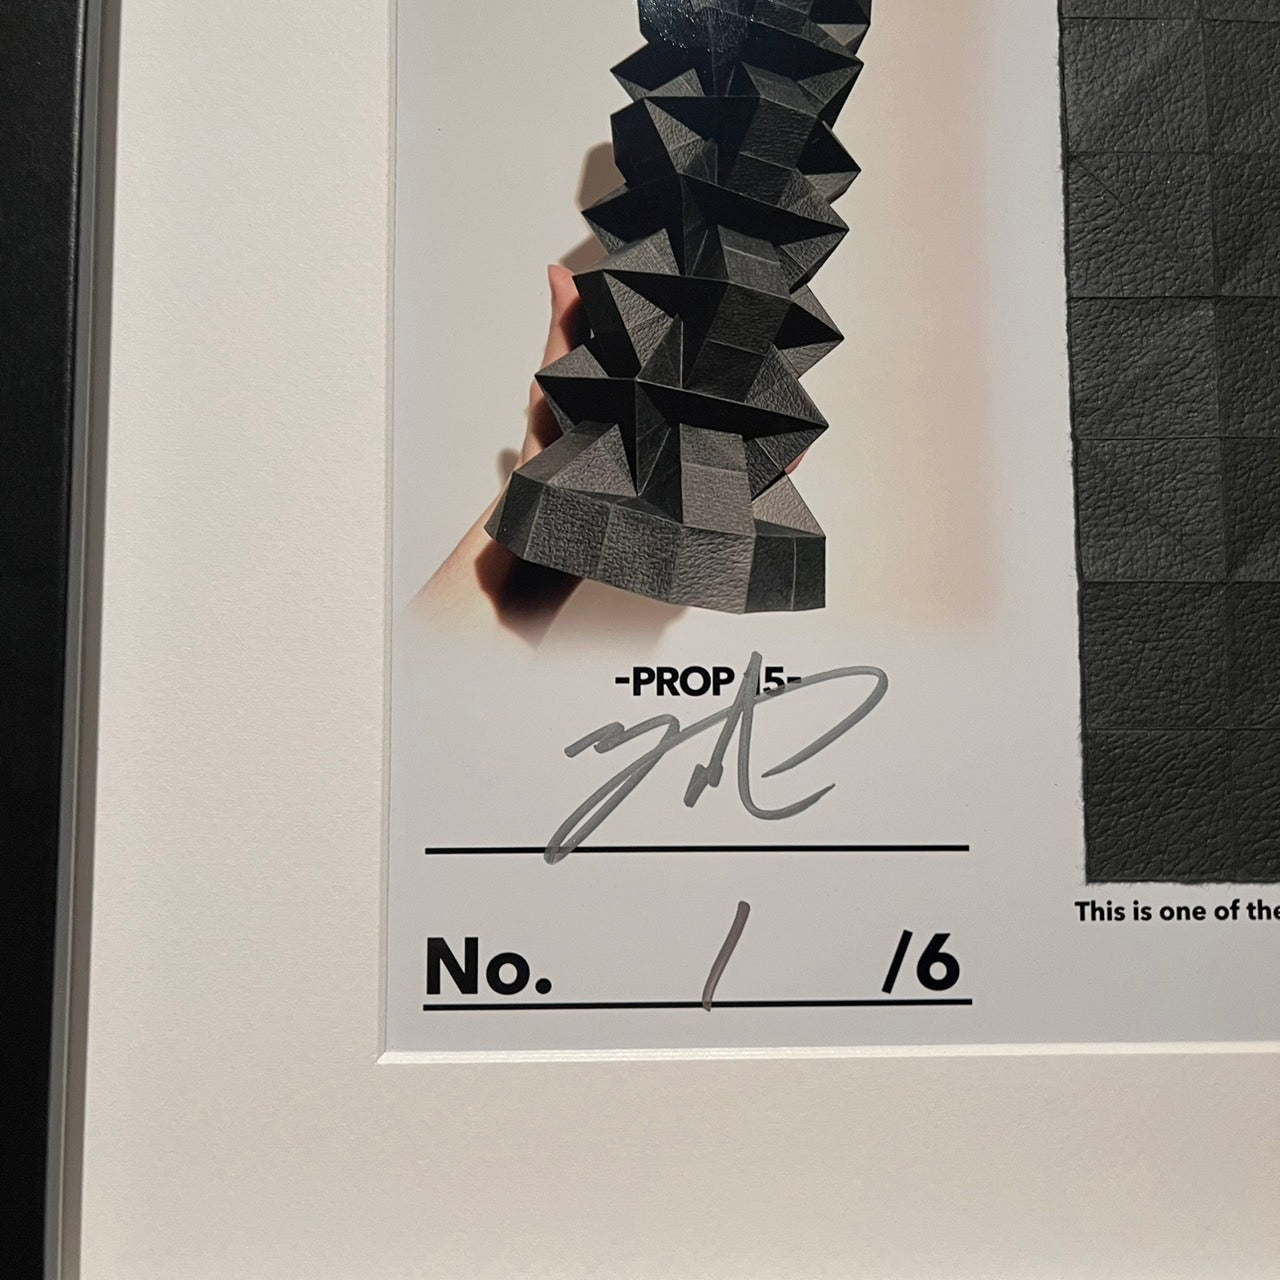 -PROP 15-
No. 1 /6
This is one of the